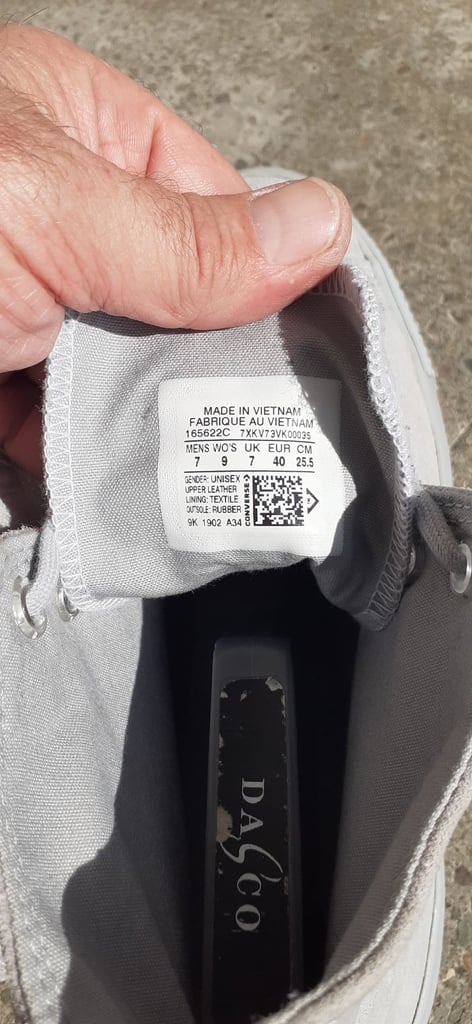 MADE IN VIETNAM
FABRIQUE AU VIETNAM
165622C 7XKV73VK00035
MENS WO'S UK EUR CM
7 9 7 40 25.5
GENDER: UNISEX
UPPER LEATHER
LINING: TEXTILE
OUTSOLE: RUBBER
9K 1902 A34
CONVERSE
DASCO